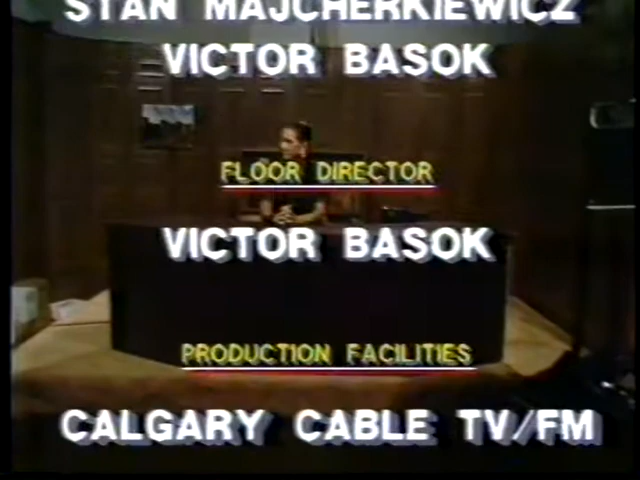 STAN MAJCHERKIEWICZ
VICTOR BASOK
FLOOR DIRECTOR
VICTOR BASOK
PRODUCTION FACILITIES
CALGARY CABLE TV/FM